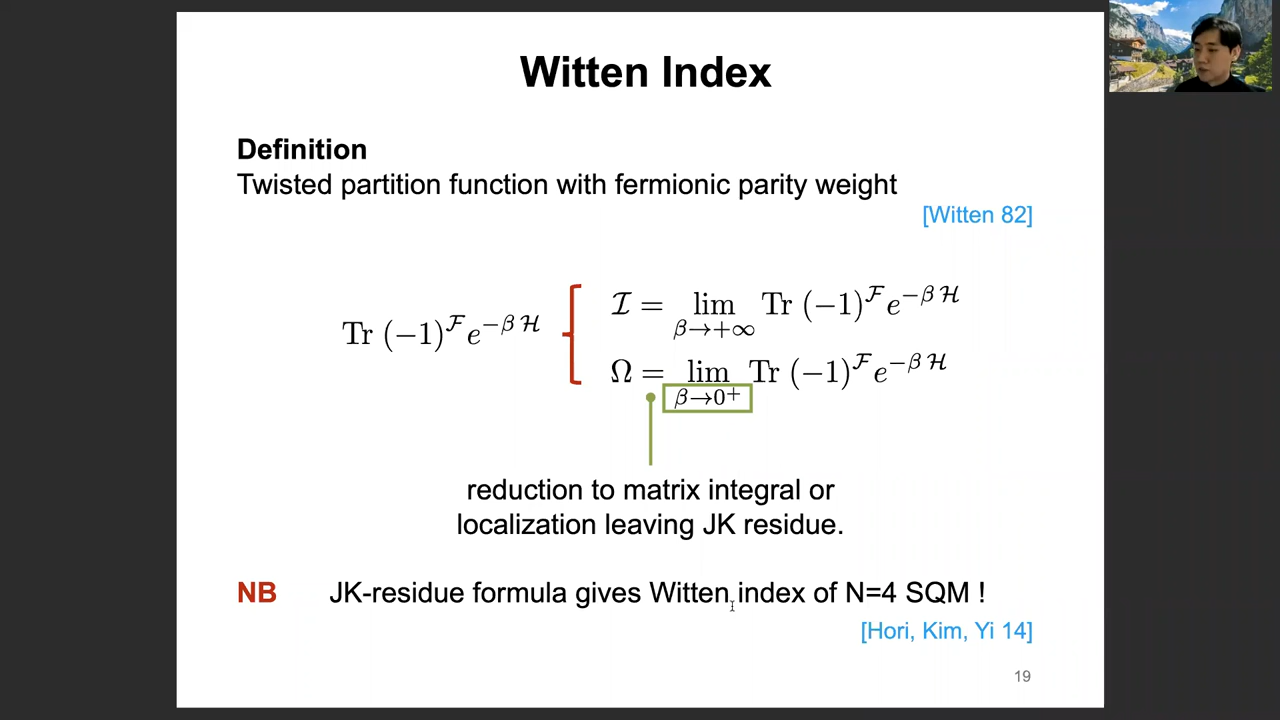 Witten Index
Definition
Twisted partition function with fermionic parity weight
[Witten 82]
Tr (−1)^ℱ e^{−β ℋ}
ℐ = lim_{β→+∞} Tr (−1)^ℱ e^{−β ℋ}
Ω = lim_{β→0⁺} Tr (−1)^ℱ e^{−β ℋ}
reduction to matrix integral or
localization leaving JK residue.
NB JK-residue formula gives Witten index of N=4 SQM !
[Hori, Kim, Yi 14]
19